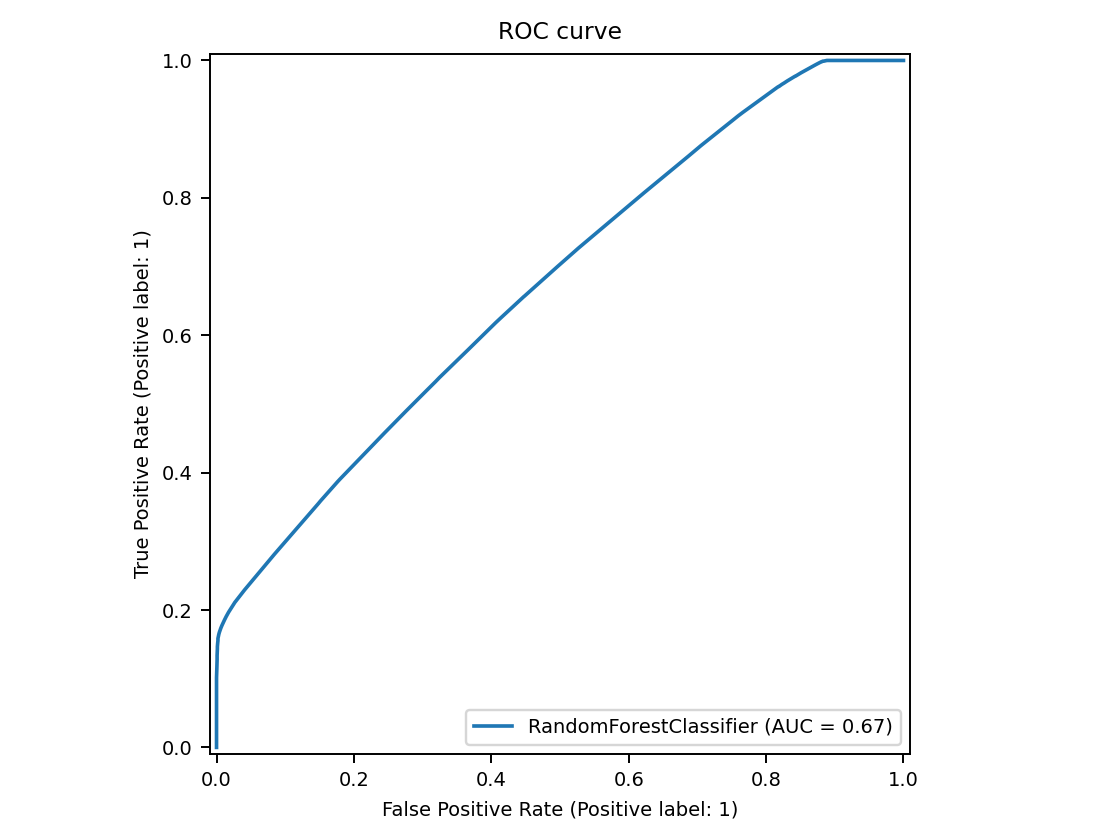 ROC curve
True Positive Rate (Positive label: 1)
1.0
0.8
0.6
0.4
0.2
0.0
RandomForestClassifier (AUC = 0.67)
0.0 0.2 0.4 0.6 0.8 1.0
False Positive Rate (Positive label: 1)